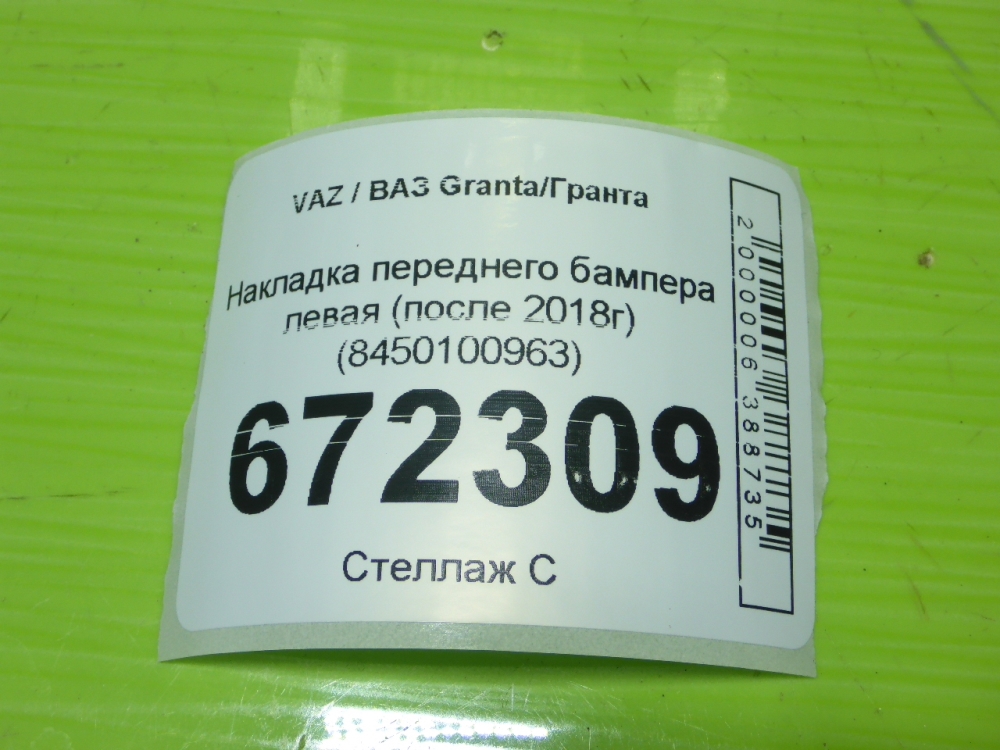 VAZ / ВАЗ Granta/Гранта
Накладка переднего бампера
левая (после 2018г)
(8450100963)
672309
Стеллаж С
2000006388735